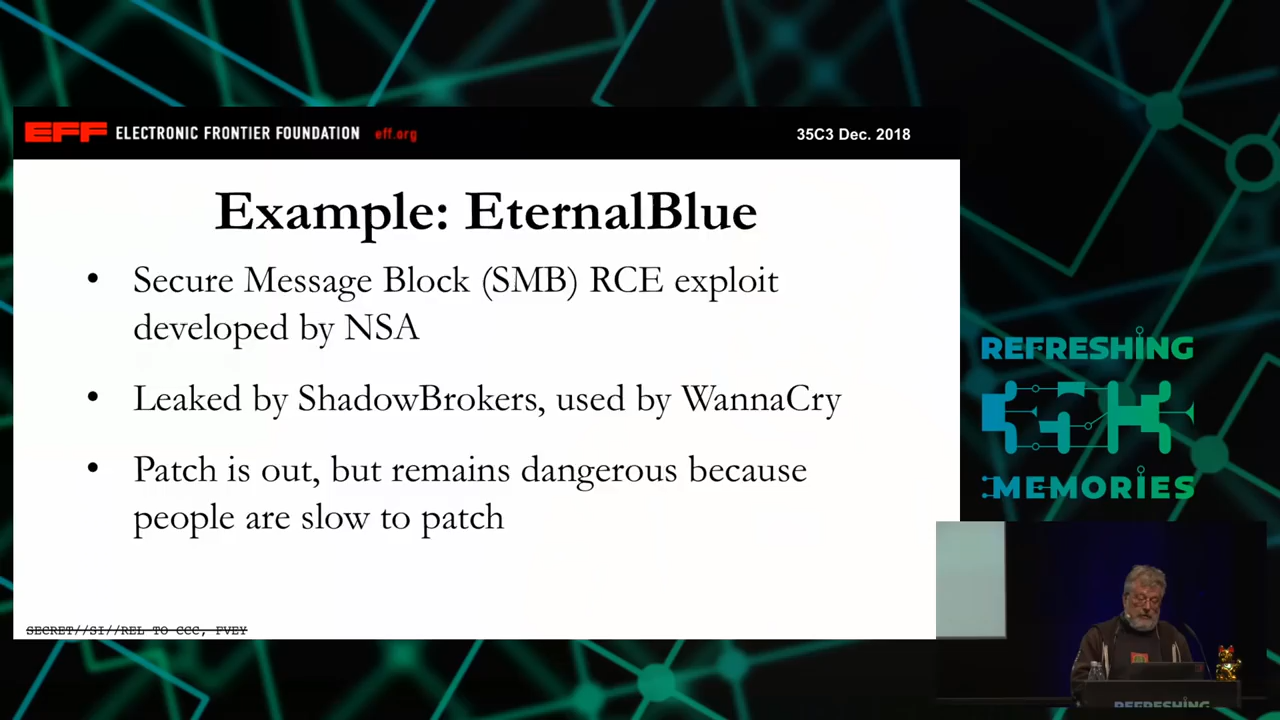 EFF ELECTRONIC FRONTIER FOUNDATION eff.org
35C3 Dec. 2018
Example: EternalBlue
• Secure Message Block (SMB) RCE exploit
developed by NSA
• Leaked by ShadowBrokers, used by WannaCry
• Patch is out, but remains dangerous because
people are slow to patch
SECRET//SI//REL TO CCC, FVEY
REFRESHING
35C3
MEMORIES
REFRESHING